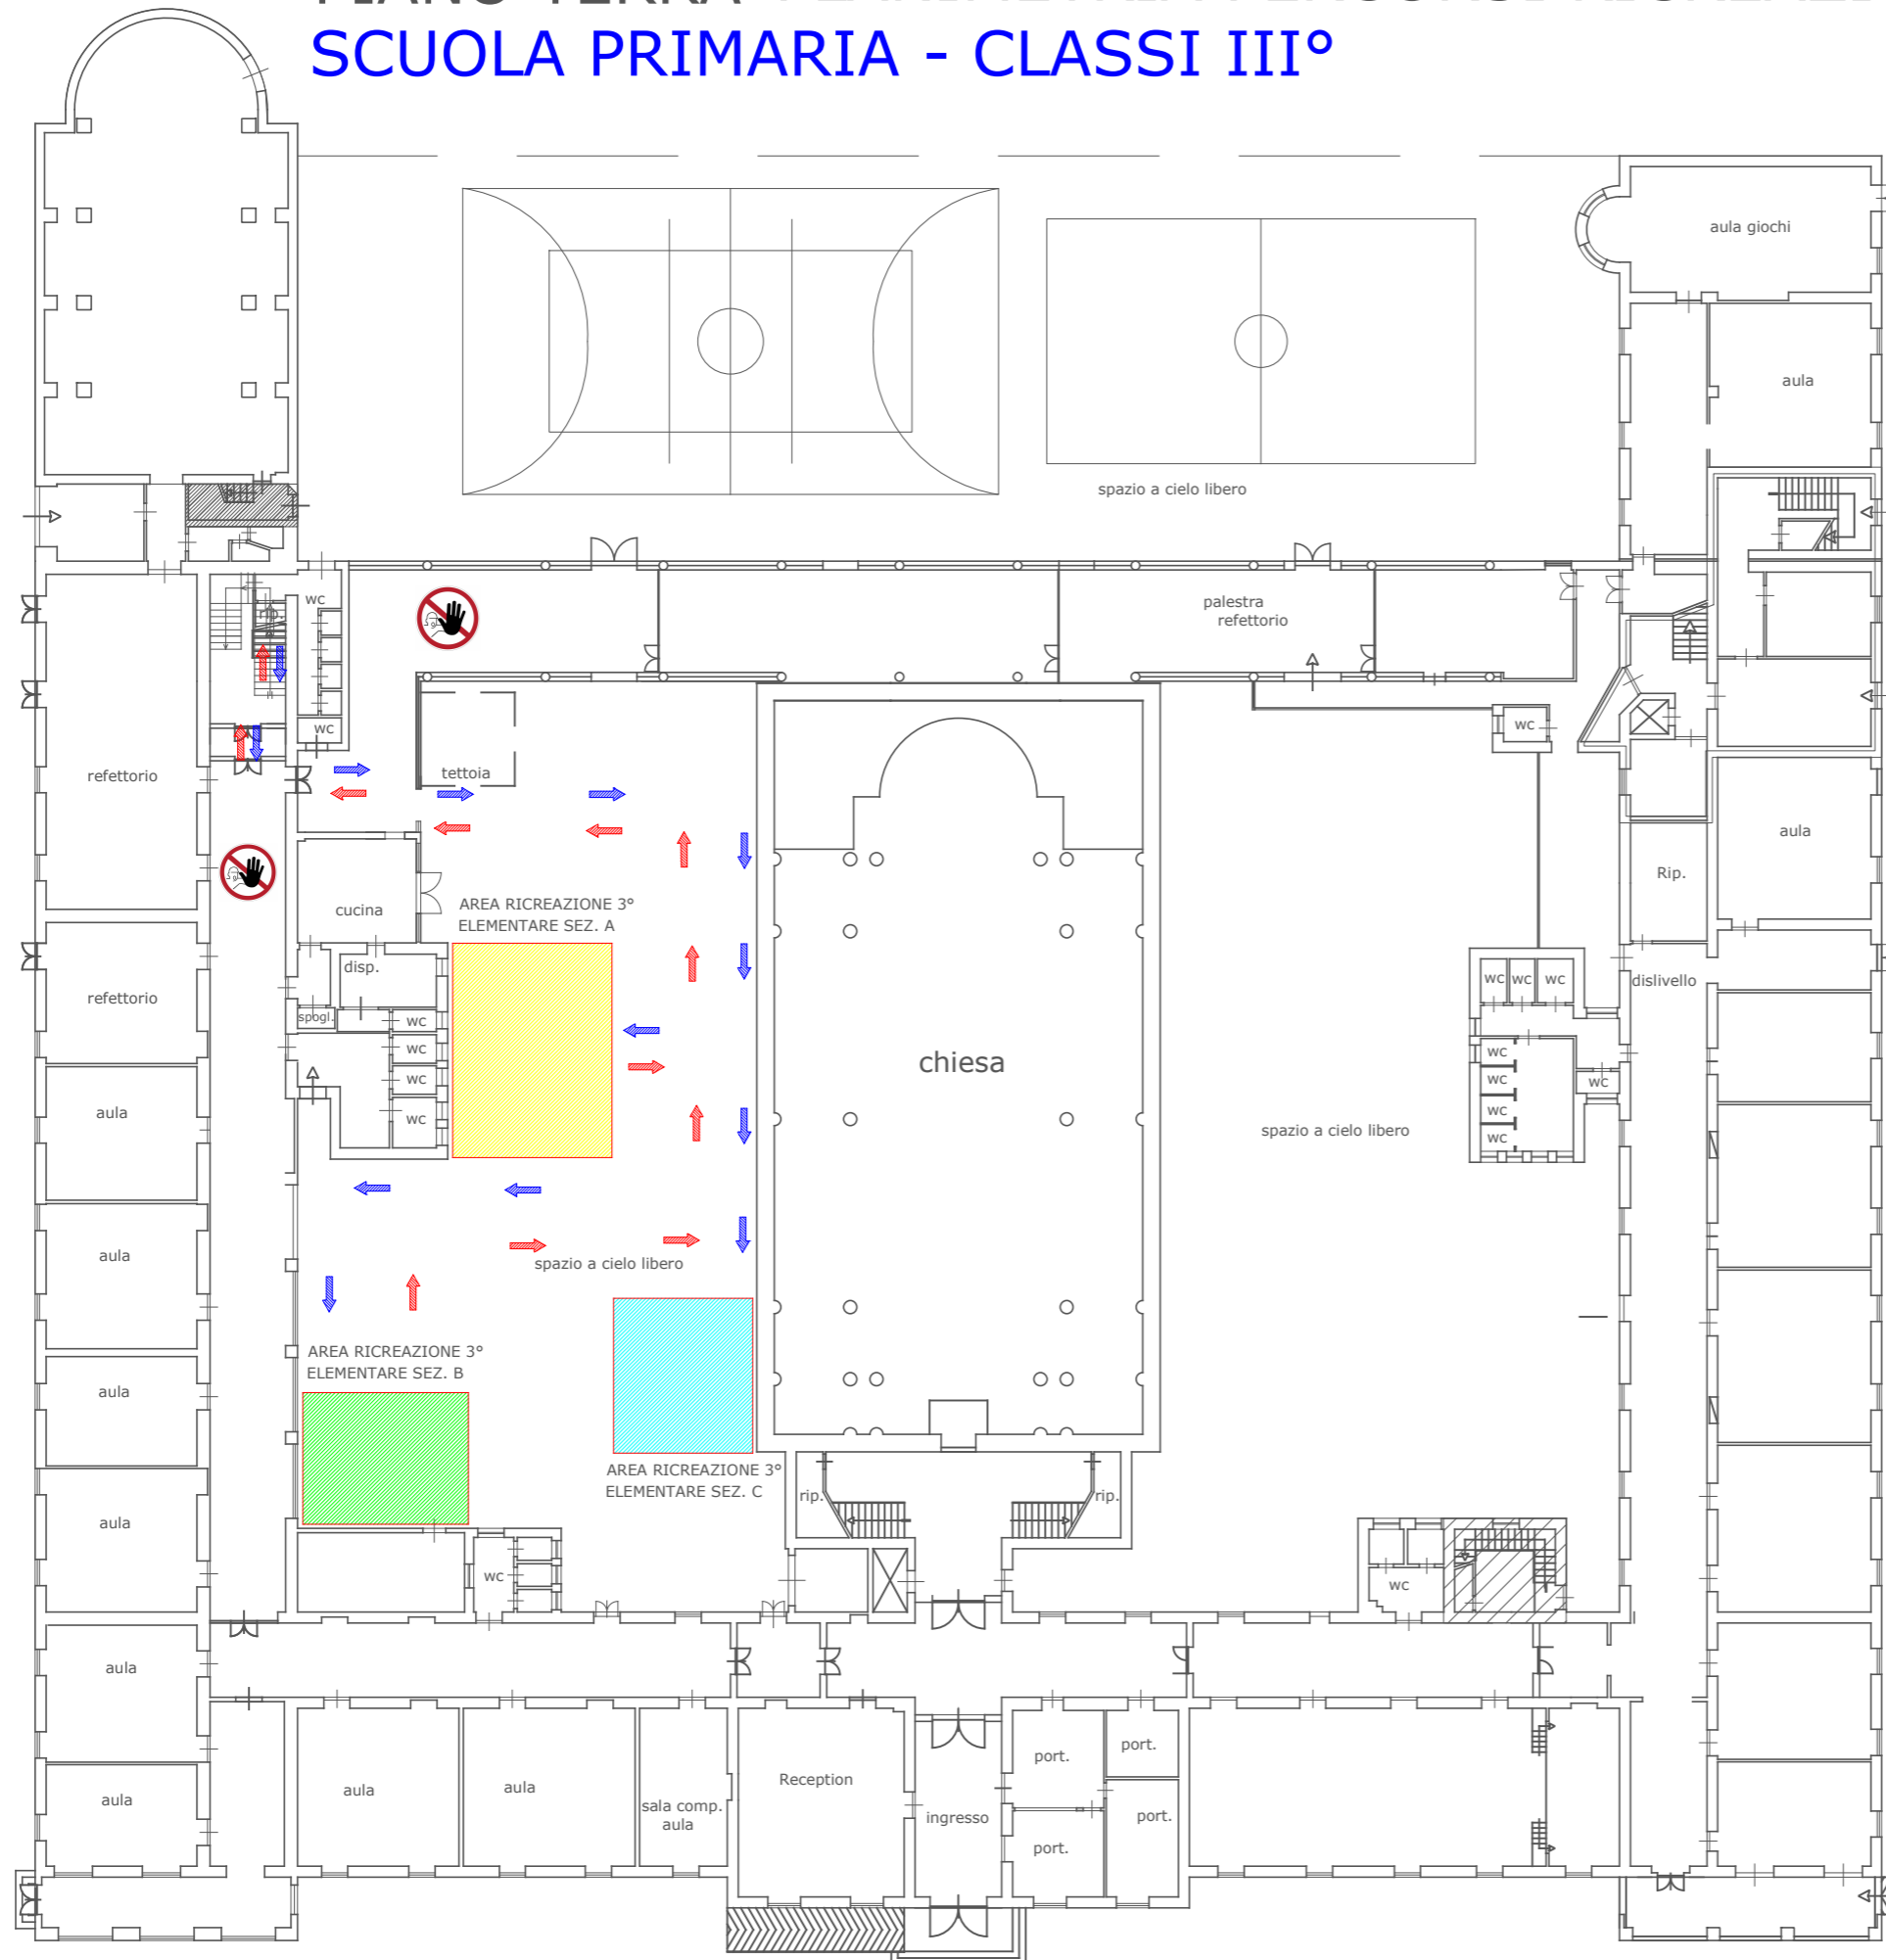 PIANO TERRA
SCUOLA PRIMARIA - CLASSI III°
aula giochi
aula
spazio a cielo libero
wc
rip.
palestra
refettorio
wc
wc
refettorio
tettoia
aula
Rip.
cucina
AREA RICREAZIONE 3°
ELEMENTARE SEZ. A
disp.
refettorio
spogl.
wc
wc
wc
wc
wc
wc
wc
dislivello
chiesa
wc
wc
wc
wc
wc
aula
spazio a cielo libero
aula
spazio a cielo libero
AREA RICREAZIONE 3°
ELEMENTARE SEZ. B
aula
AREA RICREAZIONE 3°
ELEMENTARE SEZ. C
rip.
rip.
aula
wc
wc
aula
port.
port.
Reception
aula
aula
aula
sala comp.
aula
ingresso
port.
port.